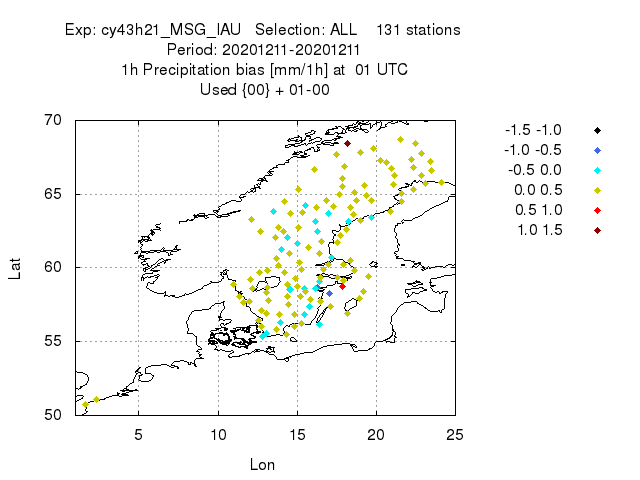 Exp: cy43h21_MSG_IAU   Selection: ALL    131 stations
Period: 20201211-20201211
1h Precipitation bias [mm/1h] at  01 UTC
Used {00} + 01-00
70
65
60
55
50
Lat
5 10 15 20 25
Lon
-1.5 -1.0
-1.0 -0.5
-0.5 0.0
0.0 0.5
0.5 1.0
1.0 1.5